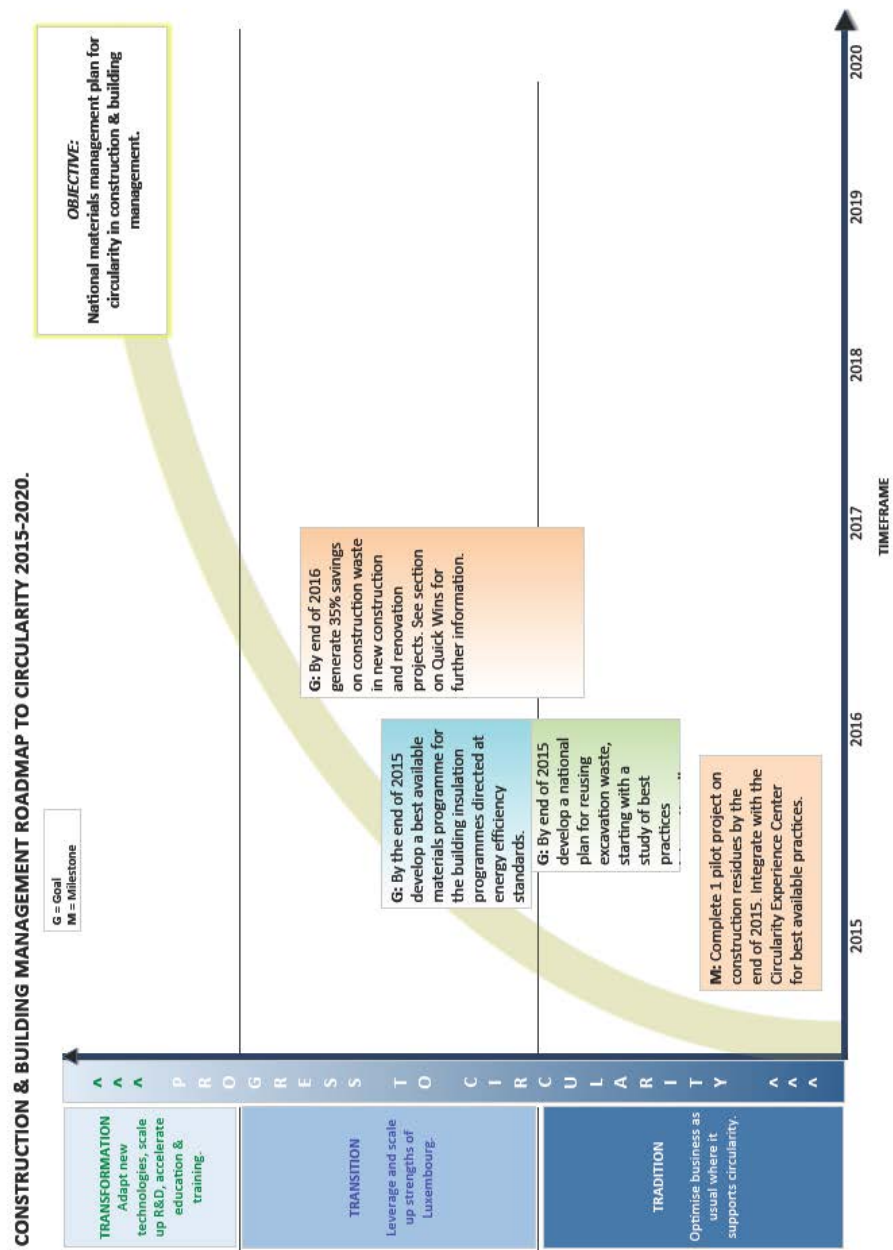 CONSTRUCTION & BUILDING MANAGEMENT ROADMAP TO CIRCULARITY 2015-2020.
G = Goal
M = Milestone
OBJECTIVE:
National materials management plan for
circularity in construction & building
management.
TRANSFORMATION
Adapt new
technologies, scale
up R&D, accelerate
education &
training.
TRANSITION
Leverage and scale
up strengths of
Luxembourg.
TRADITION
Optimise business as
usual where it
supports circularity.
^ ^ ^ PROGRESS TO CIRCULARITY ^ ^ ^
G: By end of 2016
generate 35% savings
on construction waste
in new construction
and renovation
projects. See section
on Quick Wins for
further information.
G: By the end of 2015
develop a best available
materials programme for
the building insulation
programmes directed at
energy efficiency
standards.
G: By end of 2015
develop a national
plan for reusing
excavation waste,
starting with a
study of best
practices
M: Complete 1 pilot project on
construction residues by the
end of 2015. Integrate with the
Circularity Experience Center
for best available practices.
2015 2016 2017 2018 2019 2020
TIMEFRAME